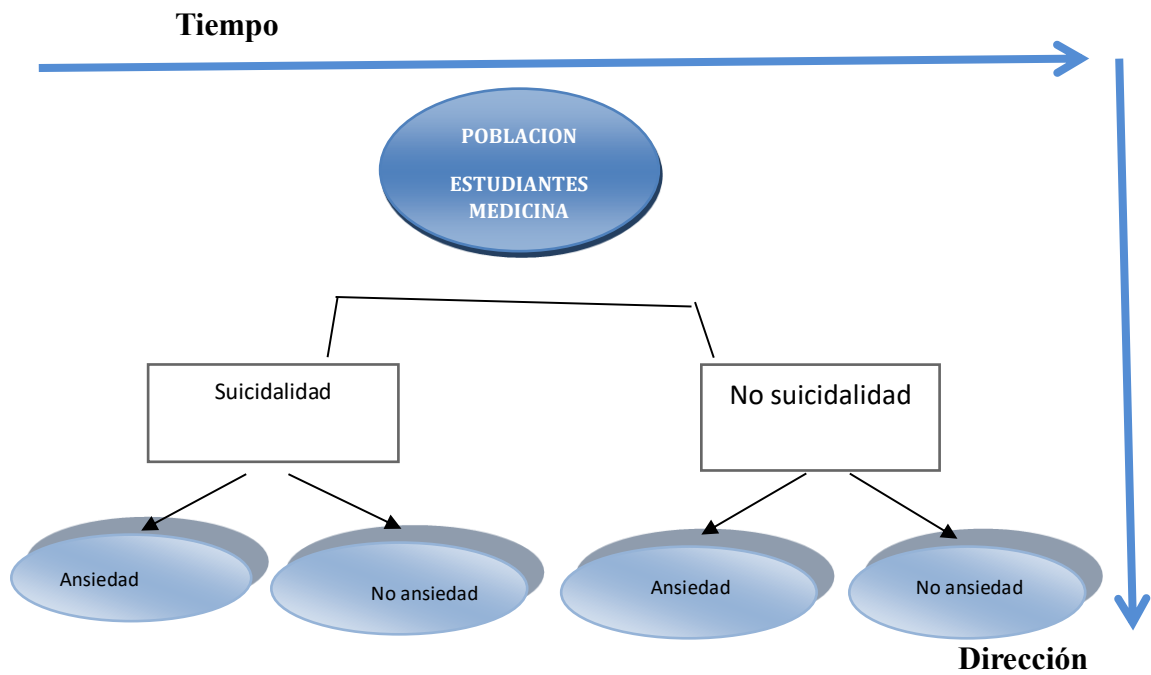 Tiempo
POBLACION
ESTUDIANTES
MEDICINA
Suicidalidad
No suicidalidad
Ansiedad
No ansiedad
Ansiedad
No ansiedad
Dirección